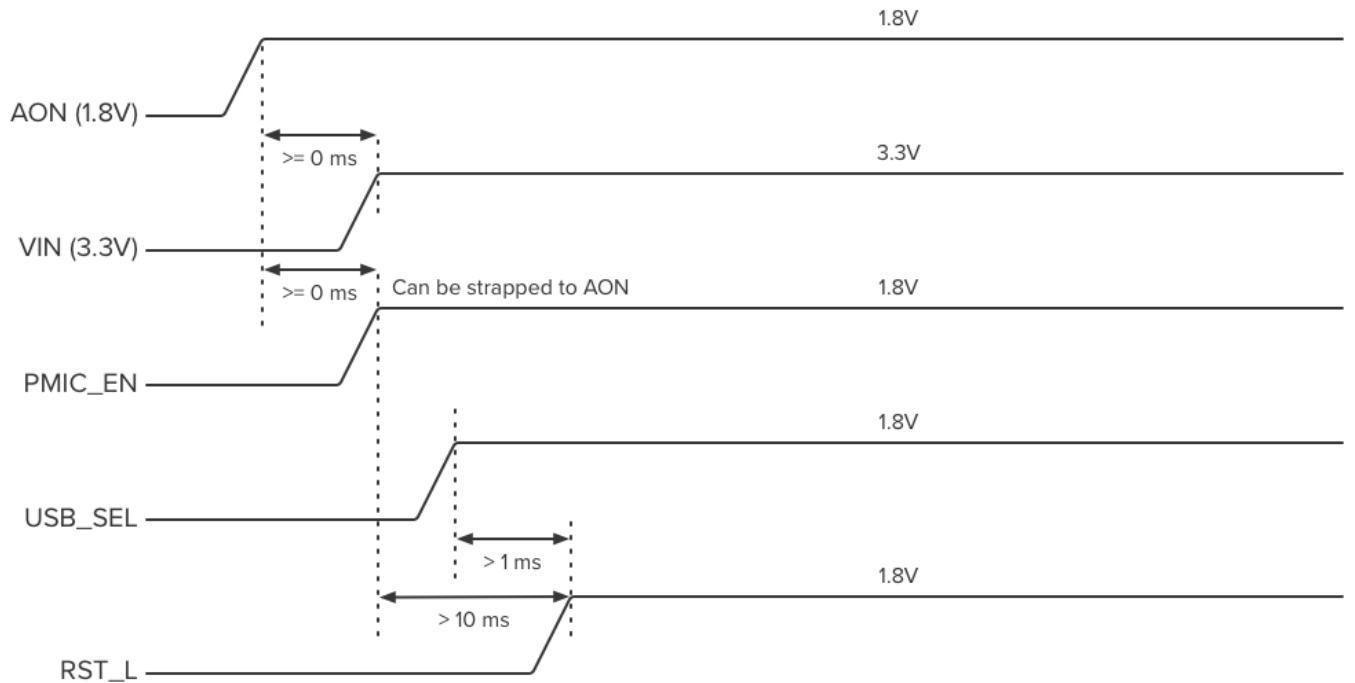 1.8V
AON (1.8V)
>= 0 ms
3.3V
VIN (3.3V)
>= 0 ms
Can be strapped to AON
1.8V
PMIC_EN
1.8V
USB_SEL
> 1 ms
1.8V
> 10 ms
RST_L